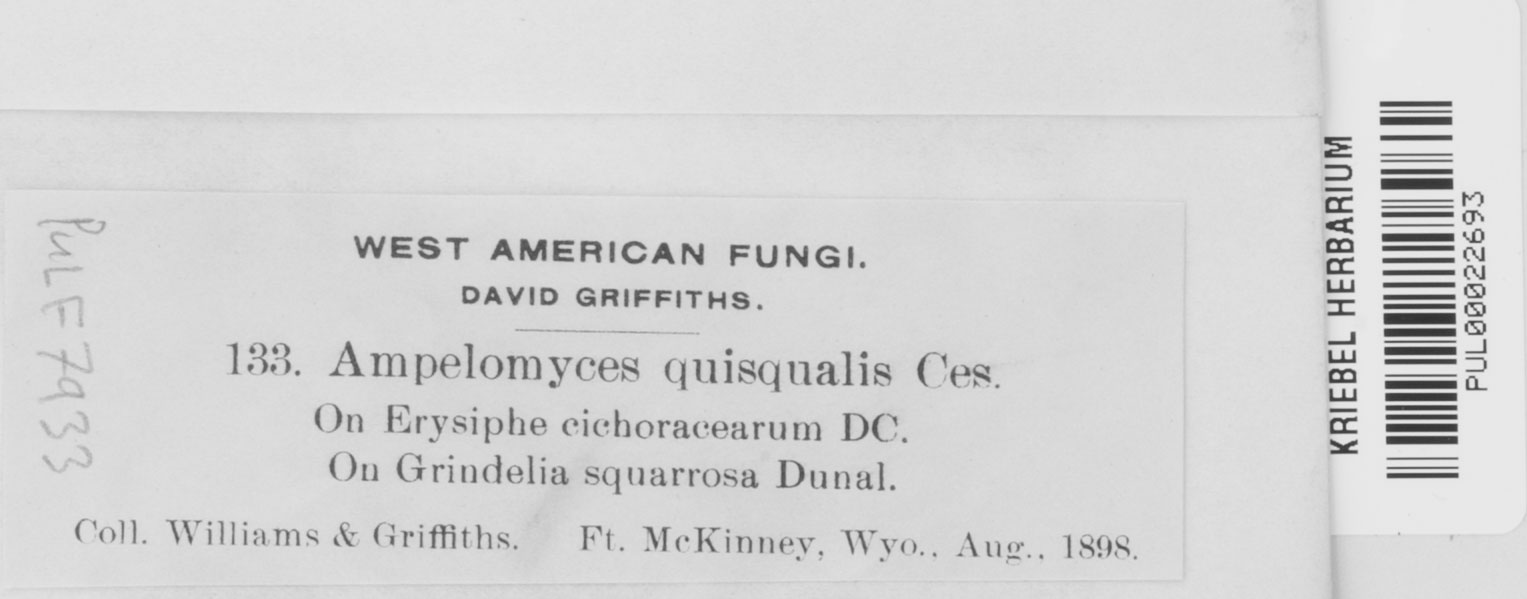 WEST AMERICAN FUNGI.
DAVID GRIFFITHS.
133. Ampelomyces quisqualis Ces.
On Erysiphe cichoracearum DC.
On Grindelia squarrosa Dunal.
Coll. Williams & Griffiths. Ft. McKinney, Wyo., Aug., 1898.
PUL F7933
KRIEBEL HERBARIUM
PUL00022693